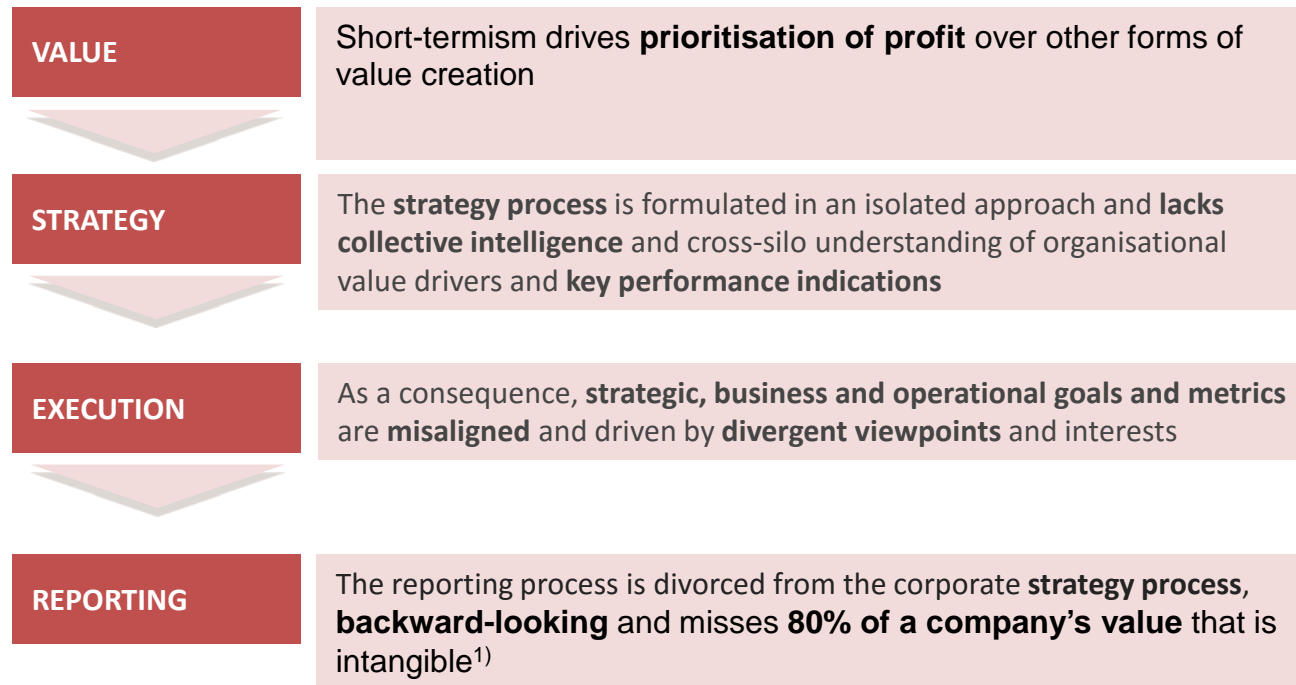 VALUE
Short-termism drives prioritisation of profit over other forms of
value creation
STRATEGY
The strategy process is formulated in an isolated approach and lacks
collective intelligence and cross-silo understanding of organisational
value drivers and key performance indications
EXECUTION
As a consequence, strategic, business and operational goals and metrics
are misaligned and driven by divergent viewpoints and interests
REPORTING
The reporting process is divorced from the corporate strategy process,
backward-looking and misses 80% of a company's value that is
intangible1)